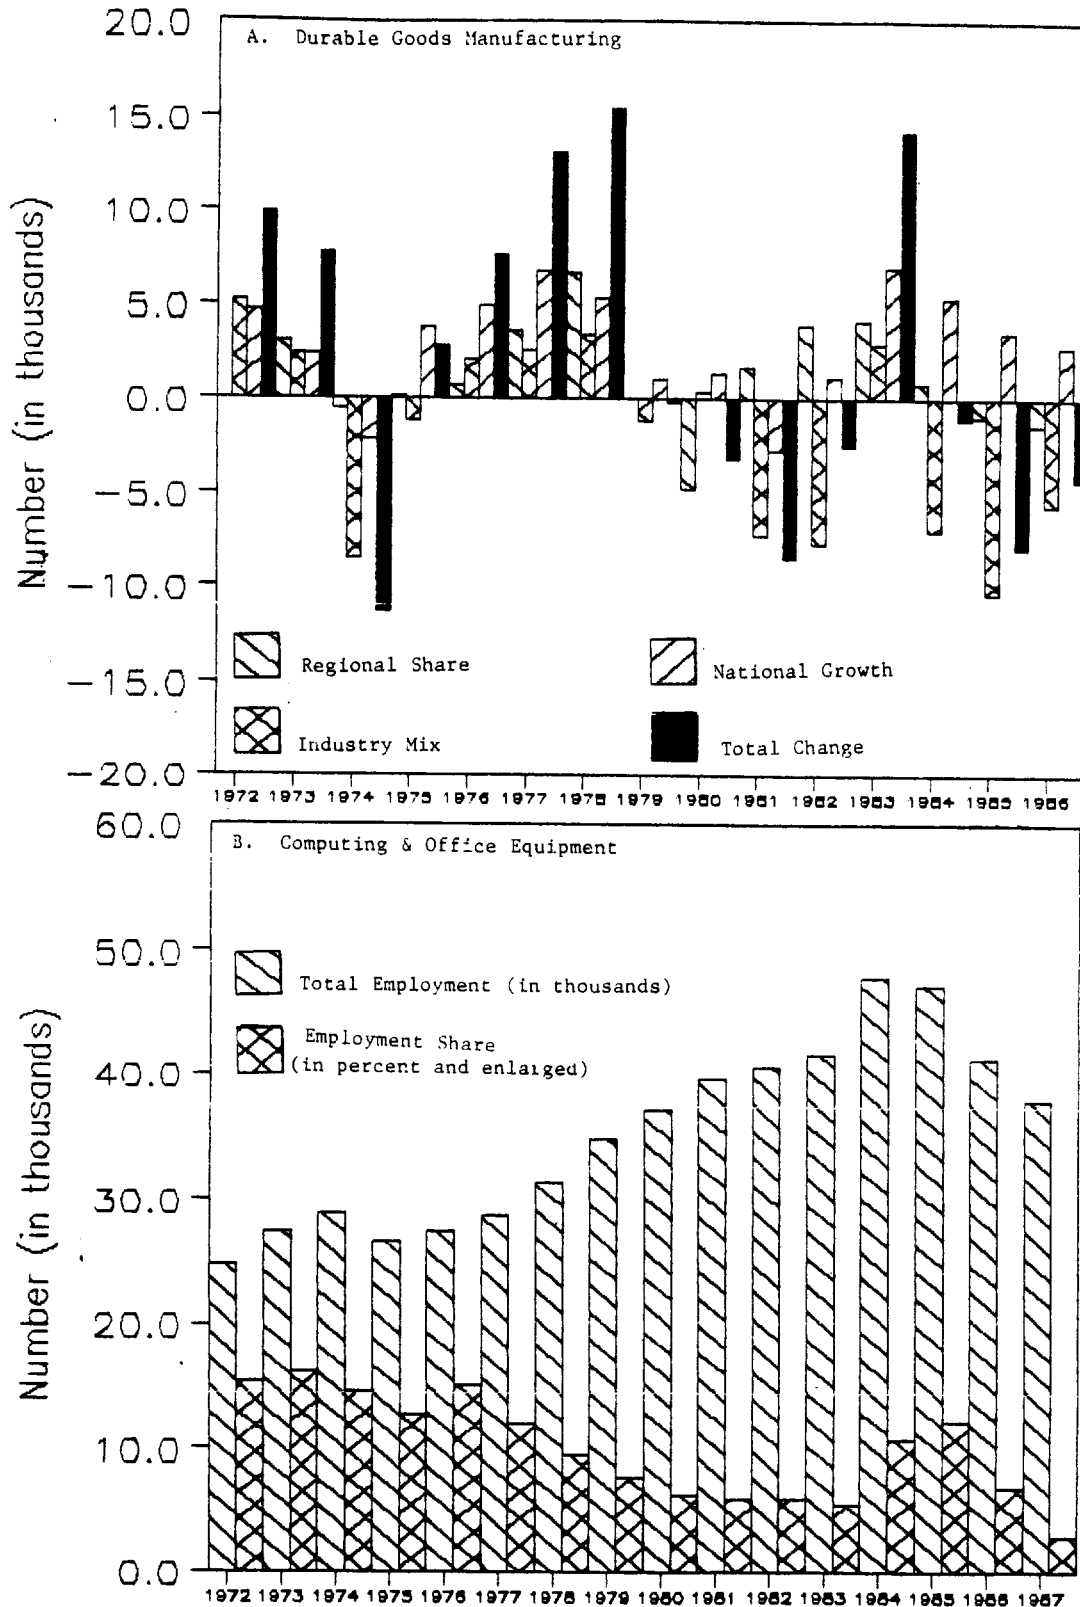 20.0
A. Durable Goods Manufacturing
15.0
10.0
5.0
0.0
-5.0
-10.0
-15.0
-20.0
Number (in thousands)
Regional Share
National Growth
Industry Mix
Total Change
1972 1973 1974 1975 1976 1977 1978 1979 1980 1981 1982 1983 1984 1985 1986
60.0
B. Computing & Office Equipment
50.0
40.0
30.0
20.0
10.0
0.0
Number (in thousands)
Total Employment (in thousands)
Employment Share
(in percent and enlarged)
1972 1973 1974 1975 1976 1977 1978 1979 1980 1981 1982 1983 1984 1985 1986 1987